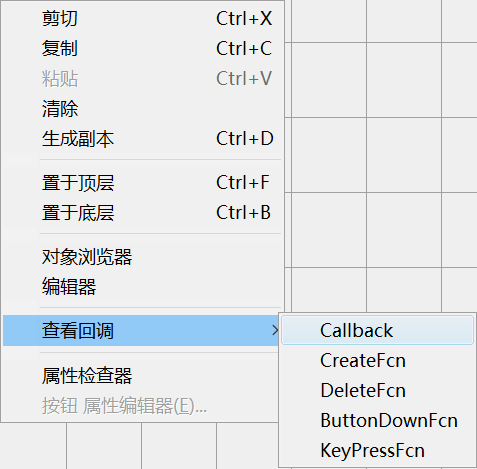 剪切 Ctrl+X
复制 Ctrl+C
粘贴 Ctrl+V
清除
生成副本 Ctrl+D
置于顶层 Ctrl+F
置于底层 Ctrl+B
对象浏览器
编辑器
查看回调
属性检查器
按钮 属性编辑器(E)...
Callback
CreateFcn
DeleteFcn
ButtonDownFcn
KeyPressFcn